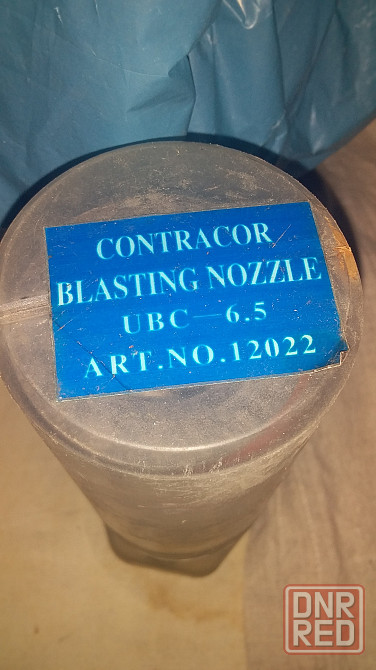 CONTRACOR
BLASTING NOZZLE
UBC—6.5
ART.NO.12022
DNR
RED